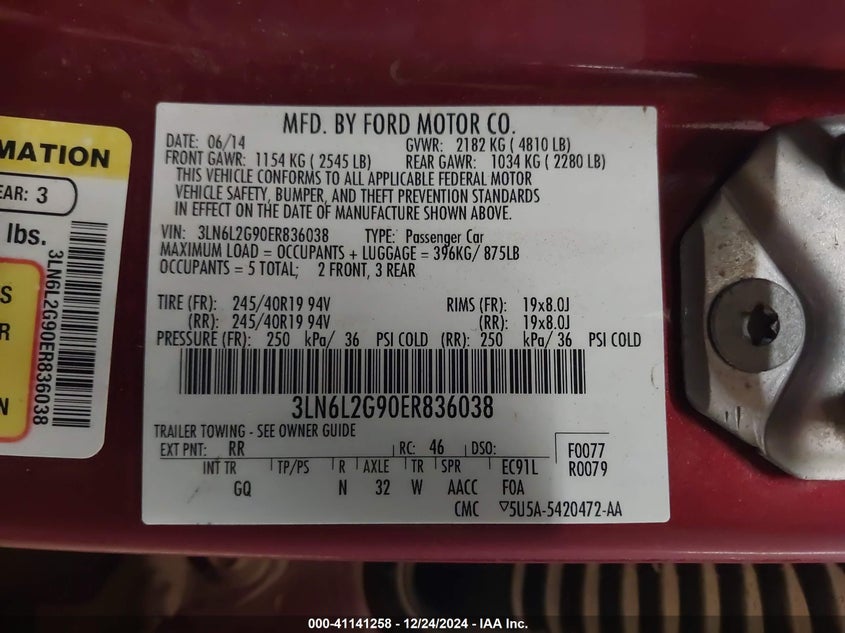 MATION
EAR: 3
lbs.
S
R
N
3LN6L2G90ER836038
MFD. BY FORD MOTOR CO.
DATE: 06/14 GVWR: 2182 KG ( 4810 LB)
FRONT GAWR: 1154 KG ( 2545 LB) REAR GAWR: 1034 KG ( 2280 LB)
THIS VEHICLE CONFORMS TO ALL APPLICABLE FEDERAL MOTOR
VEHICLE SAFETY, BUMPER, AND THEFT PREVENTION STANDARDS
IN EFFECT ON THE DATE OF MANUFACTURE SHOWN ABOVE.
VIN: 3LN6L2G90ER836038 TYPE: Passenger Car
MAXIMUM LOAD = OCCUPANTS + LUGGAGE = 396KG/ 875LB
OCCUPANTS = 5 TOTAL; 2 FRONT, 3 REAR
TIRE (FR): 245/40R19 94V RIMS (FR): 19x8.0J
(RR): 245/40R19 94V (RR): 19x8.0J
PRESSURE (FR): 250 kPa/ 36 PSI COLD (RR): 250 kPa/ 36 PSI COLD
3LN6L2G90ER836038
TRAILER TOWING - SEE OWNER GUIDE
EXT PNT: RR RC: 46 DSO: F0077
INT TR TP/PS R AXLE TR SPR EC91L R0079
GQ N 32 W AACC F0A
CMC ▽5U5A-5420472-AA
000-41141258 - 12/24/2024 - IAA Inc.